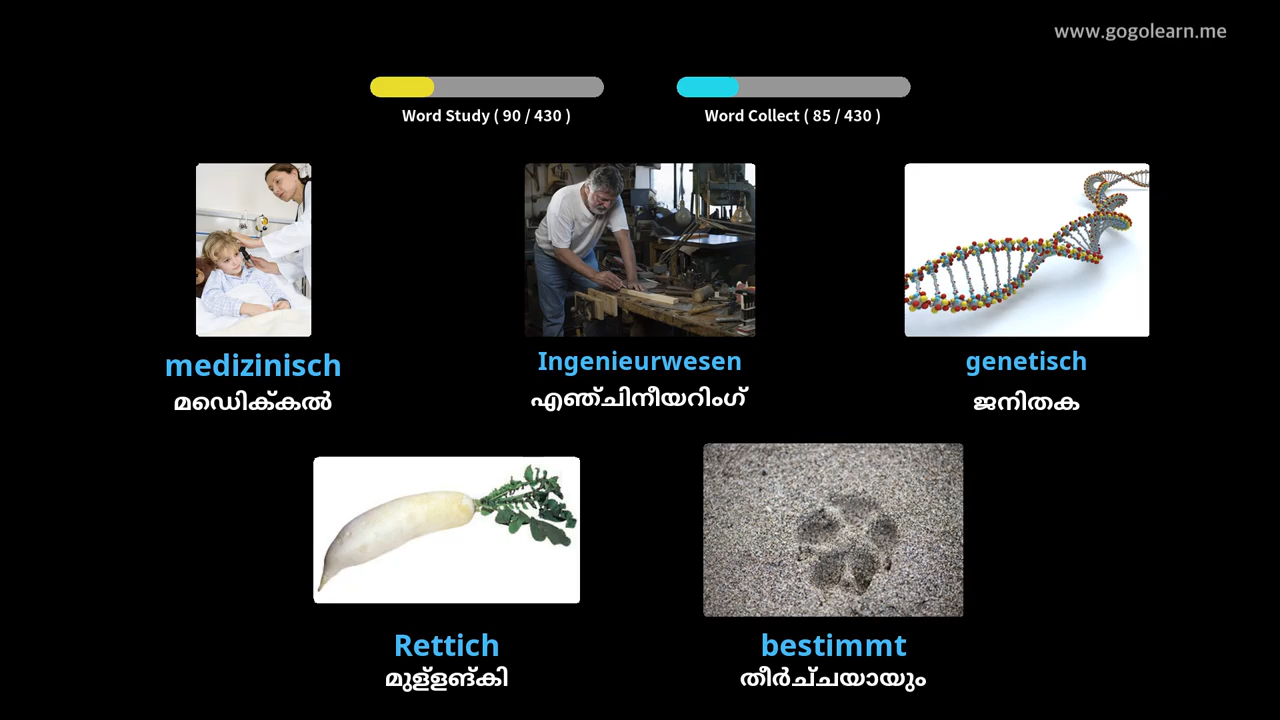 www.gogolearn.me
Word Study ( 90 / 430 )
Word Collect ( 85 / 430 )
medizinisch
മഡെിക്കൽ
Ingenieurwesen
എഞ്ചിനീയറിംഗ്
genetisch
ജനിതക
Rettich
മുള്ളങ്കി
bestimmt
തീർച്ചയായും